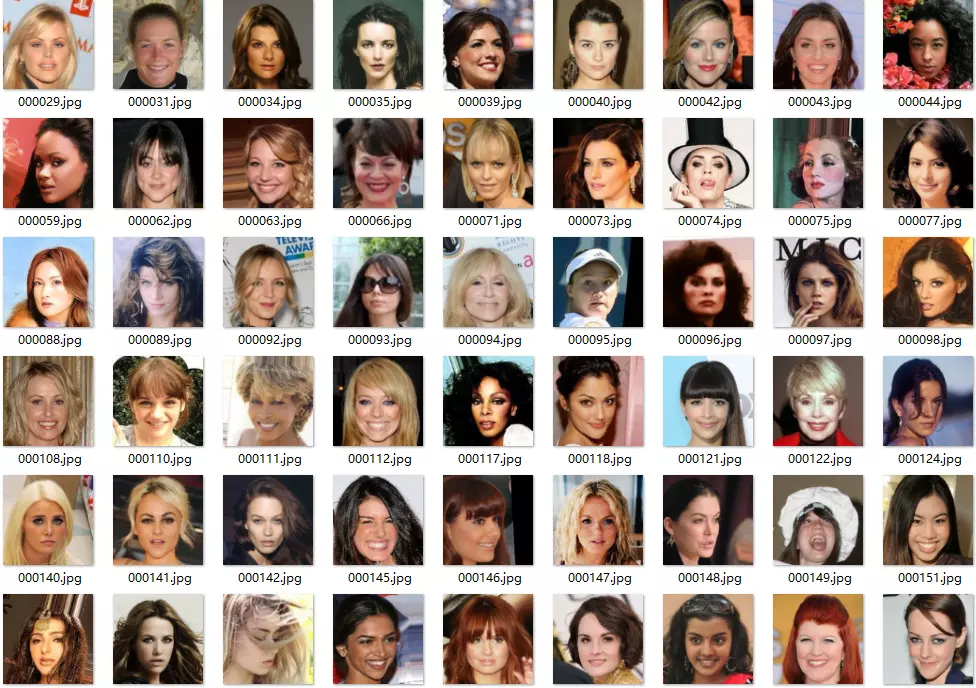 000029.jpg 000031.jpg 000034.jpg 000035.jpg 000039.jpg 000040.jpg 000042.jpg 000043.jpg 000044.jpg
000059.jpg 000062.jpg 000063.jpg 000066.jpg 000071.jpg 000073.jpg 000074.jpg 000075.jpg 000077.jpg
TELEVIS
AWAR
RIGHTS
MIC
000088.jpg 000089.jpg 000092.jpg 000093.jpg 000094.jpg 000095.jpg 000096.jpg 000097.jpg 000098.jpg
000108.jpg 000110.jpg 000111.jpg 000112.jpg 000117.jpg 000118.jpg 000121.jpg 000122.jpg 000124.jpg
000140.jpg 000141.jpg 000142.jpg 000145.jpg 000146.jpg 000147.jpg 000148.jpg 000149.jpg 000151.jpg